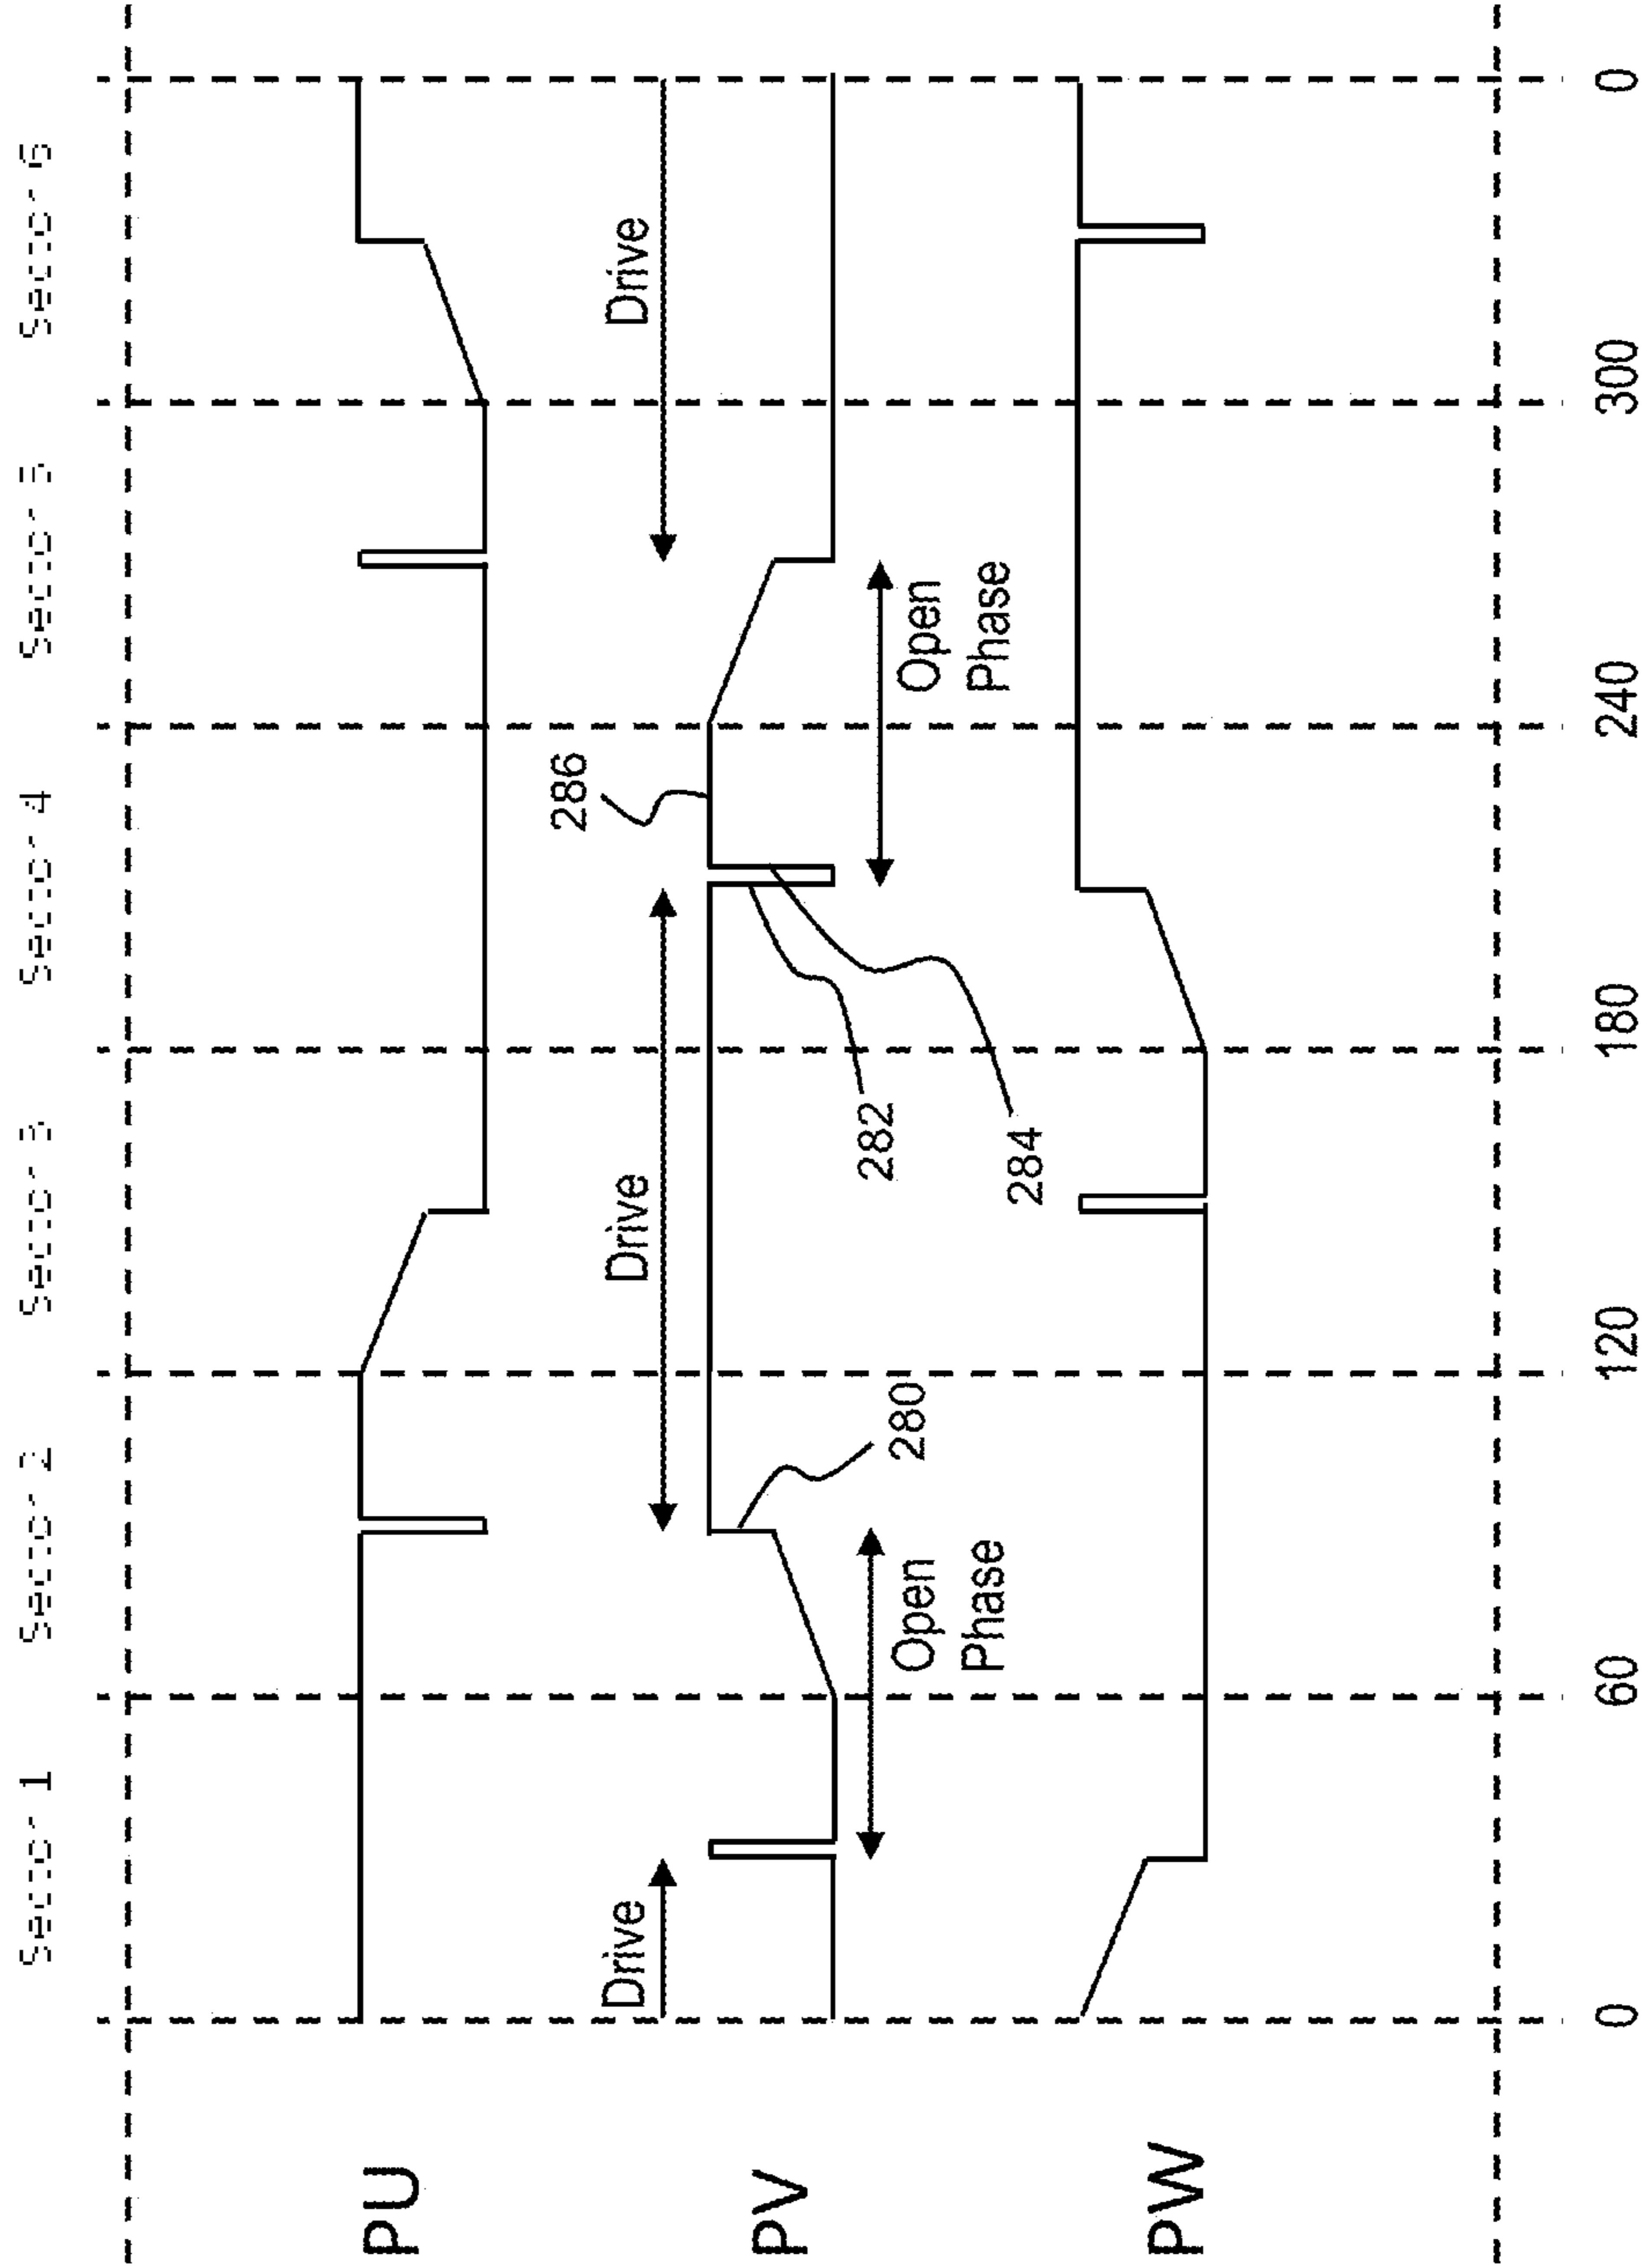 Sector 1
Sector 2
Sector 3
Sector 4
Sector 5
Sector 6
PU
Drive
Drive
Drive
286
PV
280
282
284
Open
Phase
Open
Phase
PW
0
60
120
180
240
300
0